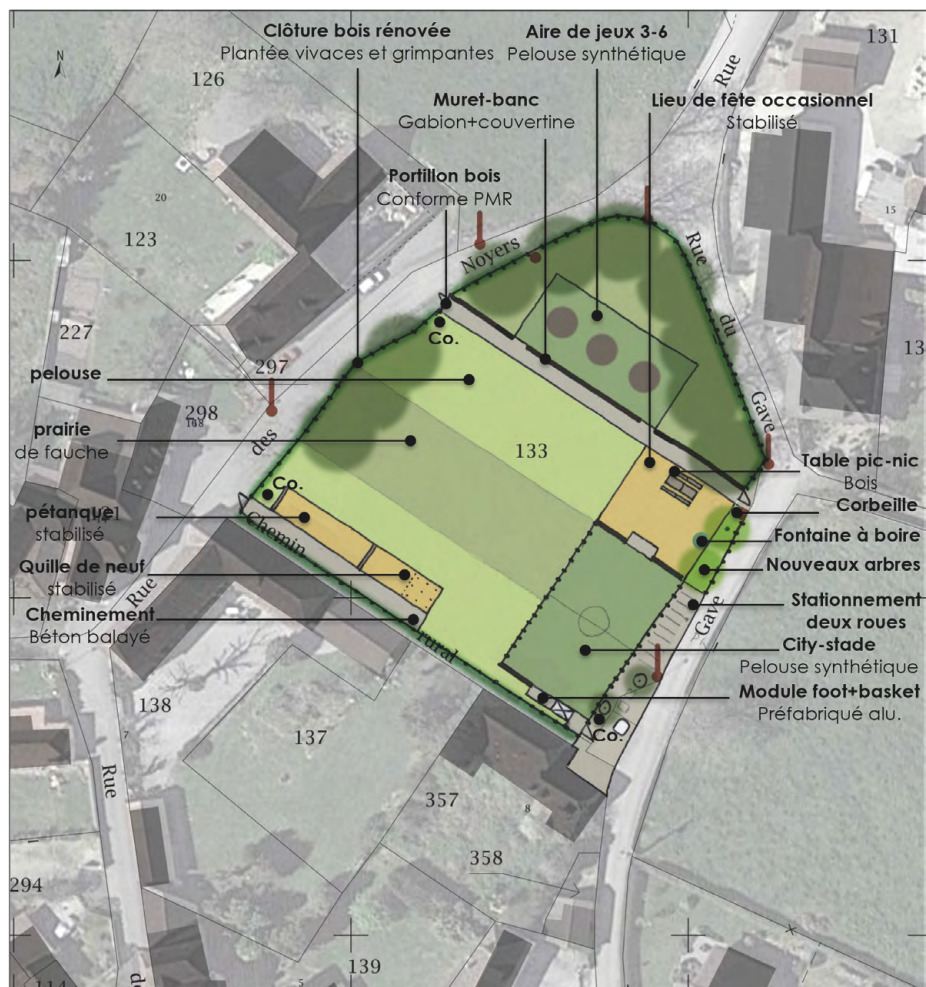 Clôture bois rénovée
Plantée vivaces et grimpantes
Aire de jeux 3-6
Pelouse synthétique
Muret-banc
Gabion+couvertine
Lieu de fête occasionnel
Stabilisé
Portillon bois
Conforme PMR
N
126
131
Rue
20
15
123
Noyers
Rue
du
Gave
227
Co.
297
pelouse
298
prairie
de fauche
des
133
Table pic-nic
Bois
Co.
Corbeille
pétanque
stabilisé
Chemin
Fontaine à boire
Quille de neuf
stabilisé
Nouveaux arbres
Rue
Cheminement
Béton balayé
rural
Gave
Stationnement
deux roues
City-stade
Pelouse synthétique
Module foot+basket
Préfabriqué alu.
Co.
138
7
137
Rue
357
8
358
294
139
5